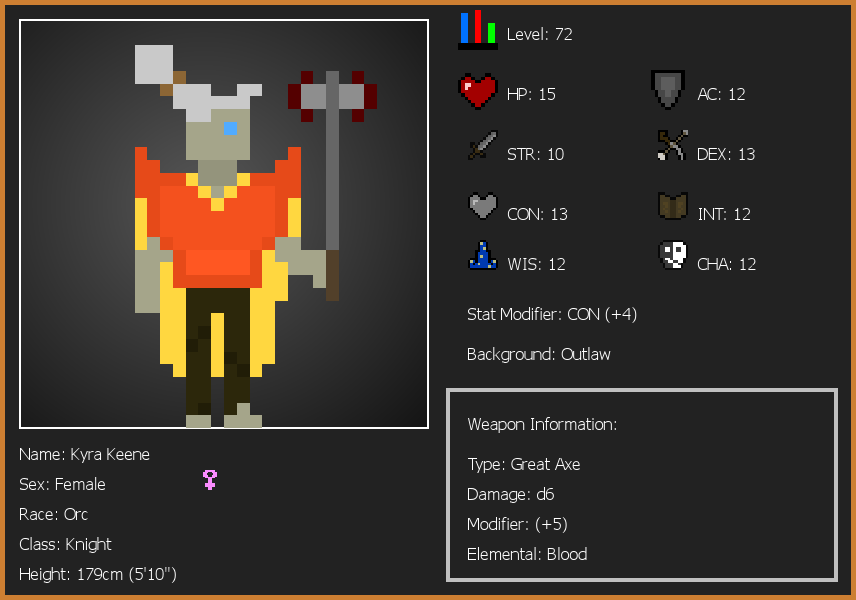 Level: 72
HP: 15
AC: 12
STR: 10
DEX: 13
CON: 13
INT: 12
WIS: 12
CHA: 12
Stat Modifier: CON (+4)
Background: Outlaw
Weapon Information:
Type: Great Axe
Damage: d6
Modifier: (+5)
Elemental: Blood
Name: Kyra Keene
Sex: Female
Race: Orc
Class: Knight
Height: 179cm (5'10")